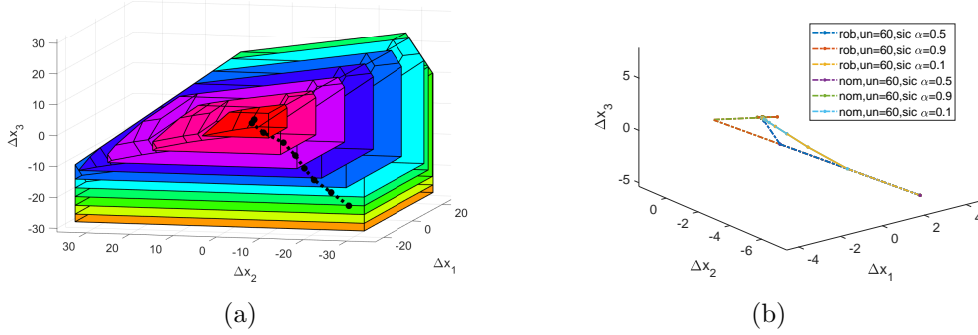 Δx₃
30
20
10
0
-10
-20
-30
30
20
10
0
-10
-20
-30
Δx₂
-20
0
20
Δx₁
(a)
rob,un=60,sic α=0.5
rob,un=60,sic α=0.9
rob,un=60,sic α=0.1
nom,un=60,sic α=0.5
nom,un=60,sic α=0.9
nom,un=60,sic α=0.1
Δx₃
5
0
-5
0
-2
-4
-6
Δx₂
-4
-2
0
2
4
Δx₁
(b)